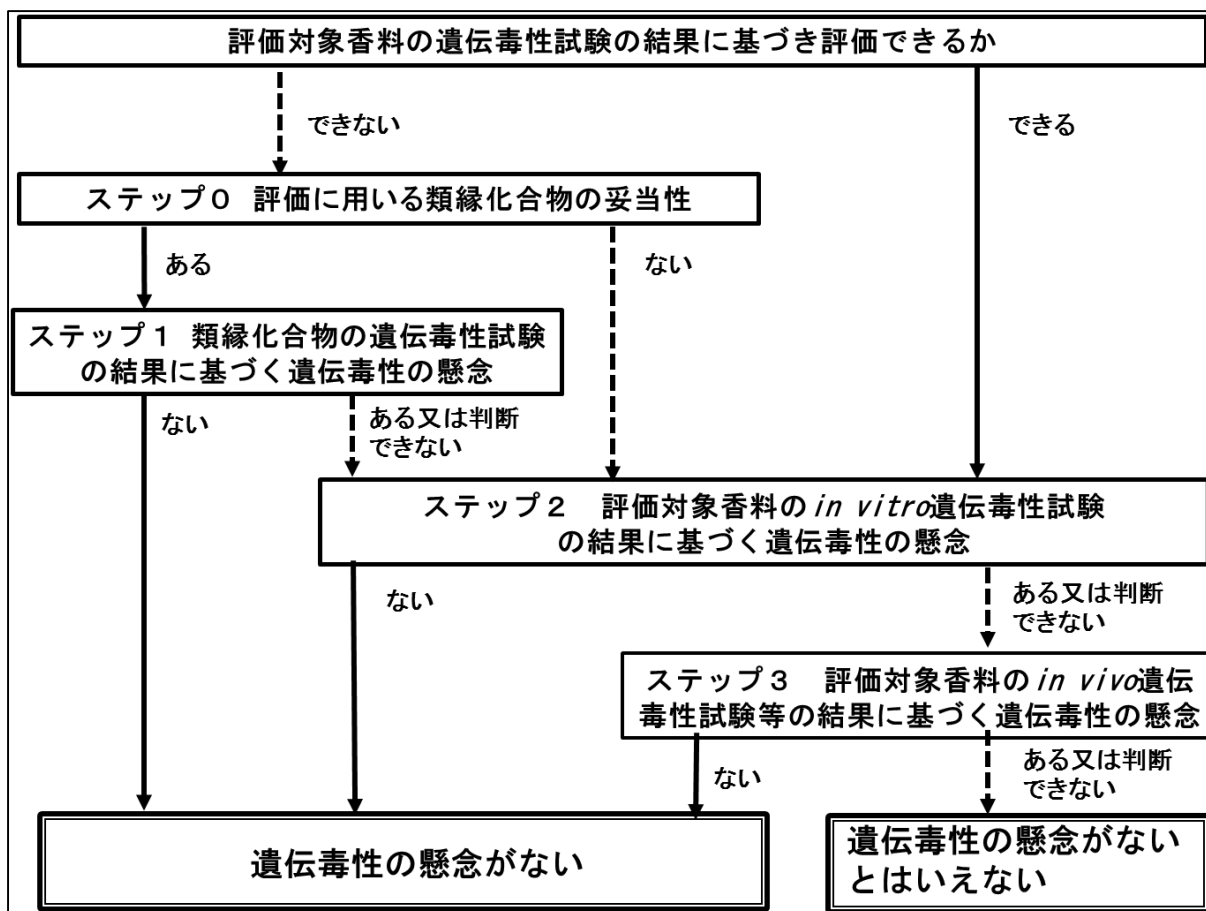 評価対象香料の遺伝毒性試験の結果に基づき評価できるか
できない
できる
ステップ０ 評価に用いる類縁化合物の妥当性
ある
ない
ステップ１ 類縁化合物の遺伝毒性試験
の結果に基づく遺伝毒性の懸念
ない
ある又は判断
できない
ステップ２　評価対象香料のin vitro遺伝毒性試験
の結果に基づく遺伝毒性の懸念
ない
ある又は判断
できない
ステップ３　評価対象香料のin vivo遺伝
毒性試験等の結果に基づく遺伝毒性の懸念
ない
ある又は判断
できない
遺伝毒性の懸念がない
遺伝毒性の懸念がない
とはいえない